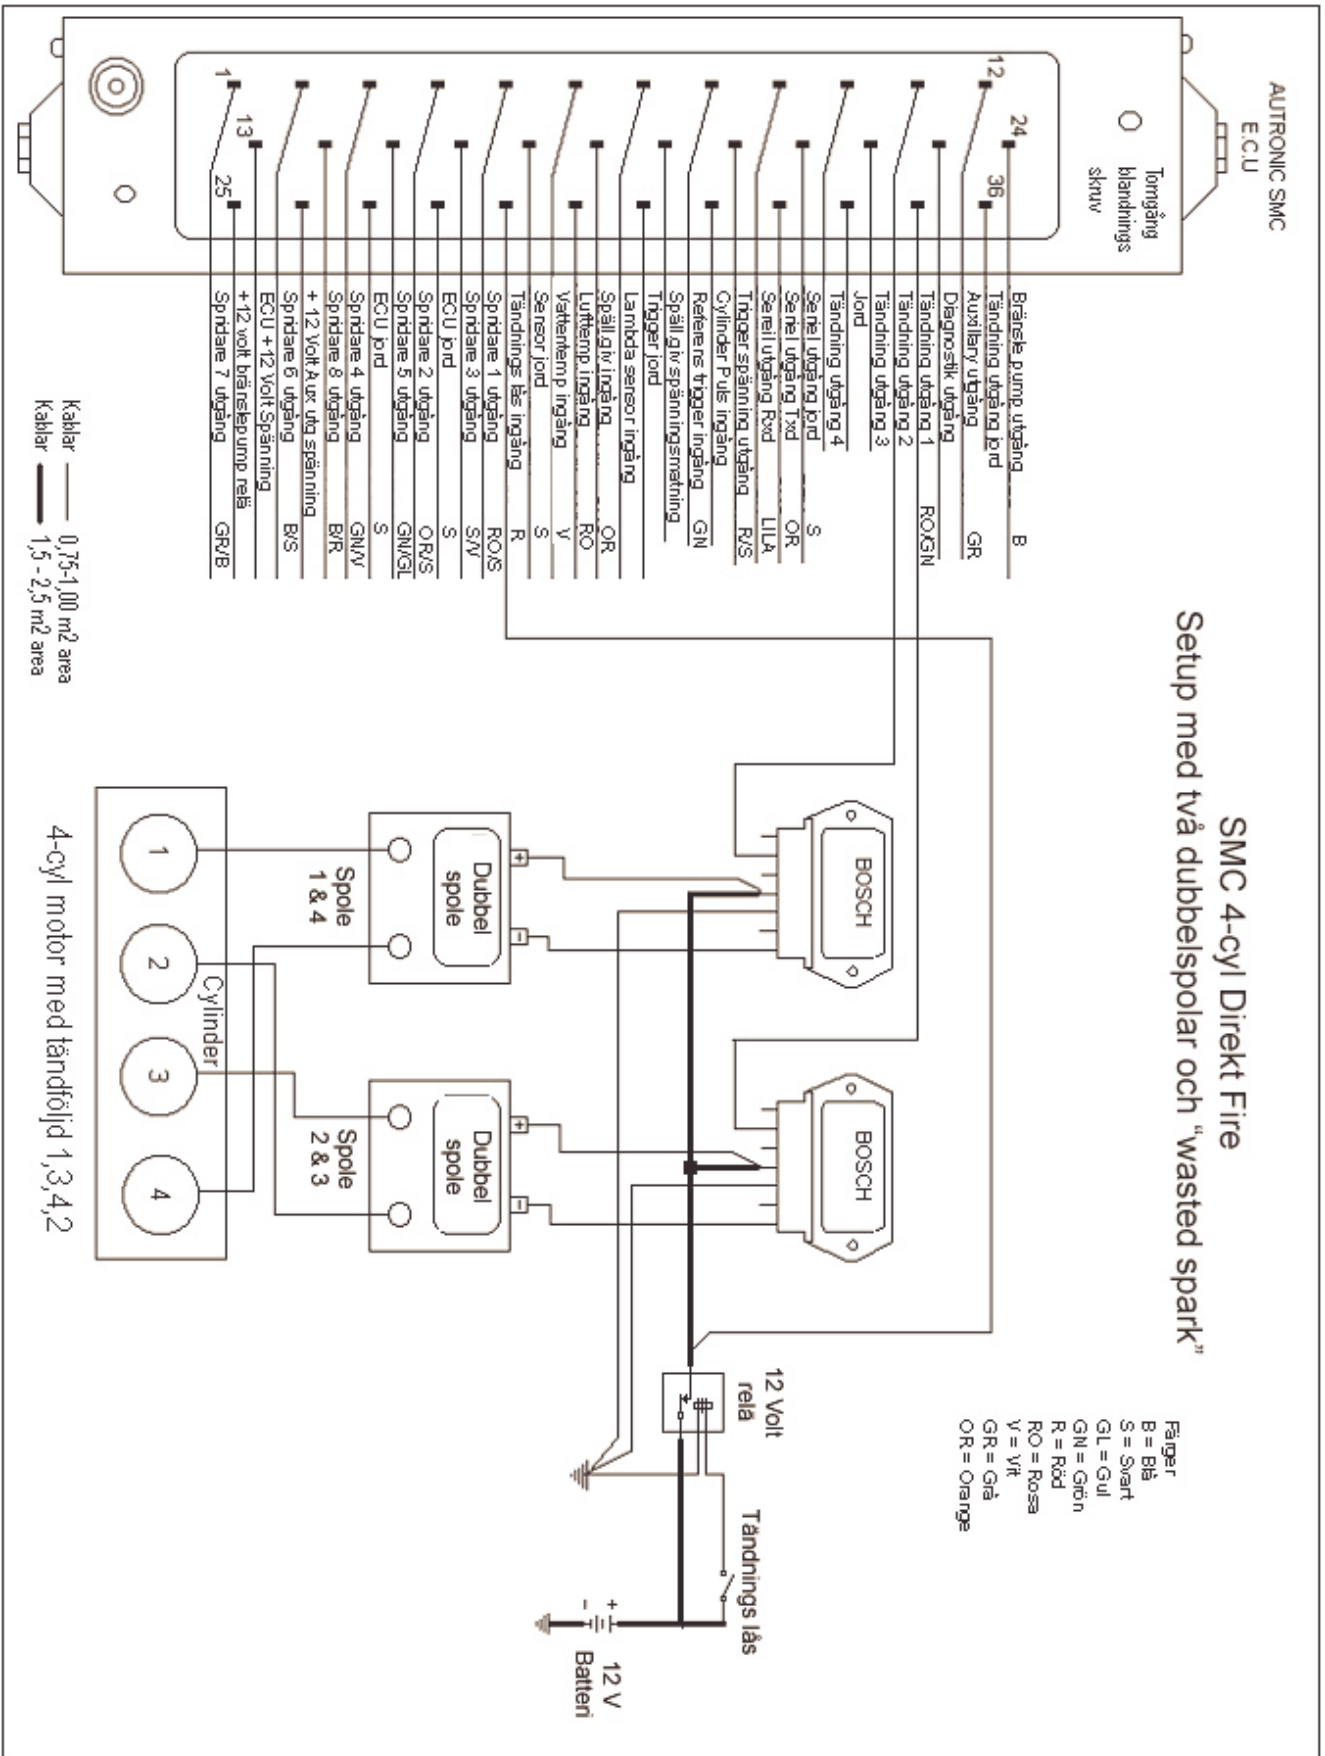 SMC 4-cyl Direkt Fire
Setup med två dubbelspolar och "wasted spark"
AUTRONIC SMC
E.C.U
Tomgång
blandnings
skruv
12
24
36
1
13
25
Bränsle pump utgång B
Tändning utgång jord
Auxillary utgång GR
Diagnostik utgång
Tändning utgång 1 RO/GN
Tändning utgång 2
Tändning utgång 3
Jord
Tändning utgång 4
Seriel utgång jord S
Seriel utgång Txd OR
Sereil utgång Rxd LILA
Trigger spänning utgång R/S
Cylinder Puls ingång
Referens trigger ingång GN
Späll.giv spänningsmatning
Trigger jord
Lambda sensor ingång
Späll.giv ingång OR
Lufttemp ingång RO
Vattentemp ingång V
Sensor jord S
Tändnings lås ingång R
Spridare 1 utgång RO/S
Spridare 3 utgång S/V
ECU jord S
Spridare 2 utgång OR/S
Spridare 5 utgång GN/GL
ECU jord S
Spridare 4 utgång GN/V
Spridare 8 utgång B/R
+ 12 Volt Aux utg spänning
Spridare 6 utgång B/S
ECU +12 Volt Spänning
+ 12 volt bränslepump relä
Spridare 7 utgång GR/B
Kablar 0,75-1,00 m2 area
Kablar 1,5 - 2,5 m2 area
Färger
B = Blå
S = Svart
GL = Gul
GN = Grön
R = Röd
RO = Rosa
V = Vit
GR = Grå
OR = Orange
BOSCH
BOSCH
12 Volt
relä
Tändnings lås
+
-
12 V
Batteri
+
-
Dubbel
spole
Spole
1 & 4
+
-
Dubbel
spole
Spole
2 & 3
Cylinder
1
2
3
4
4-cyl motor med tändföljd 1,3,4,2